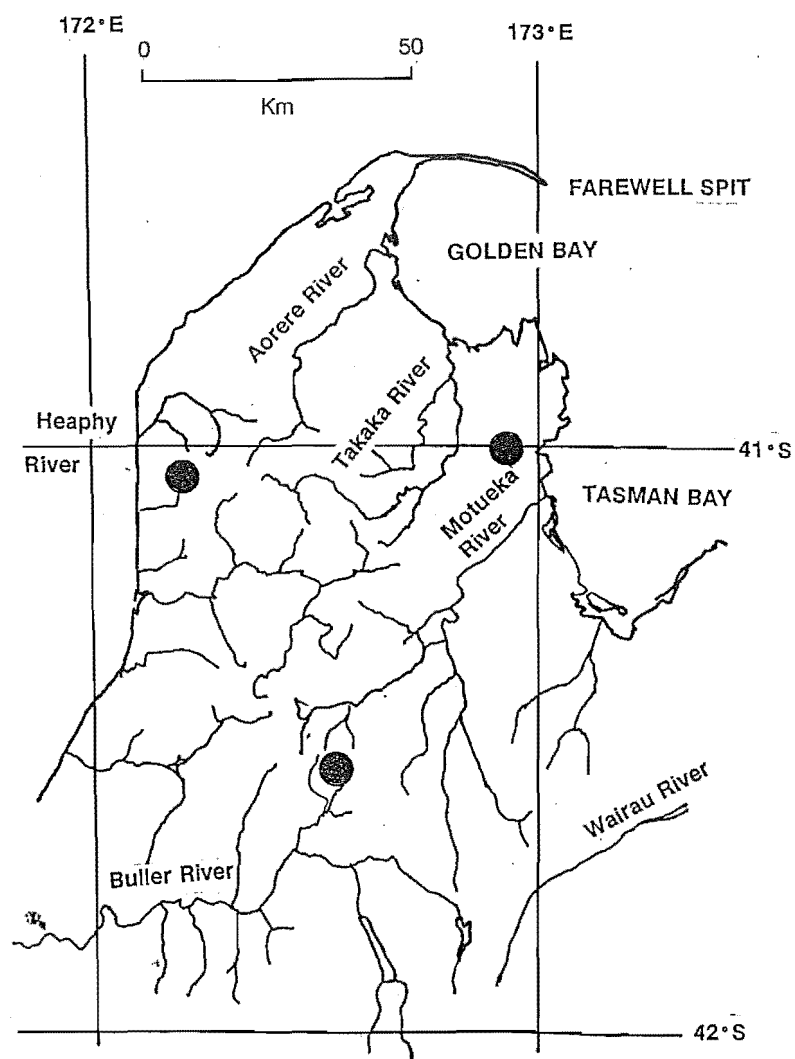 172°E
0 50
173°E
Km
FAREWELL SPIT
GOLDEN BAY
Aorere River
Takaka River
Heaphy
River
41°S
TASMAN BAY
Motueka
River
Wairau River
Buller River
42°S